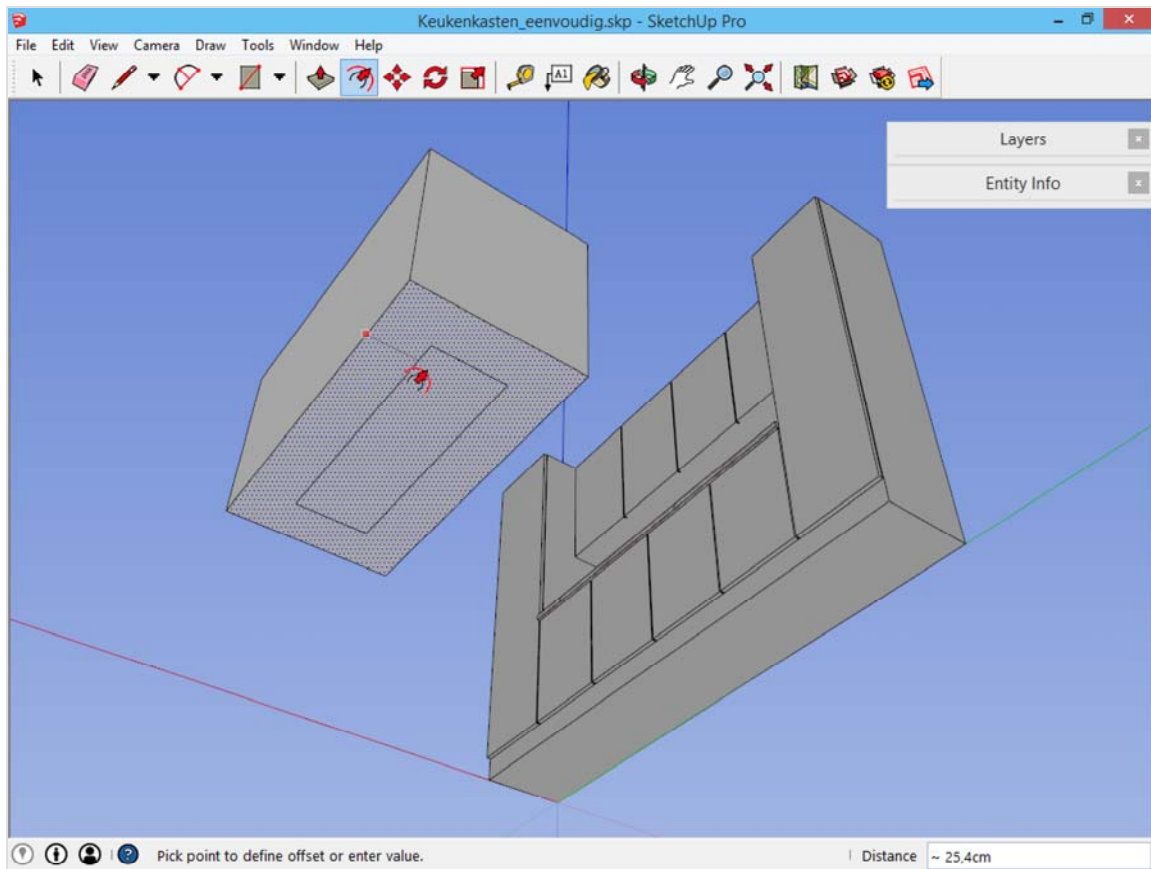 Keukenkasten_eenvoudig.skp - SketchUp Pro
File Edit View Camera Draw Tools Window Help
A1
Layers
Entity Info
Pick point to define offset or enter value.
Distance ~ 25,4cm